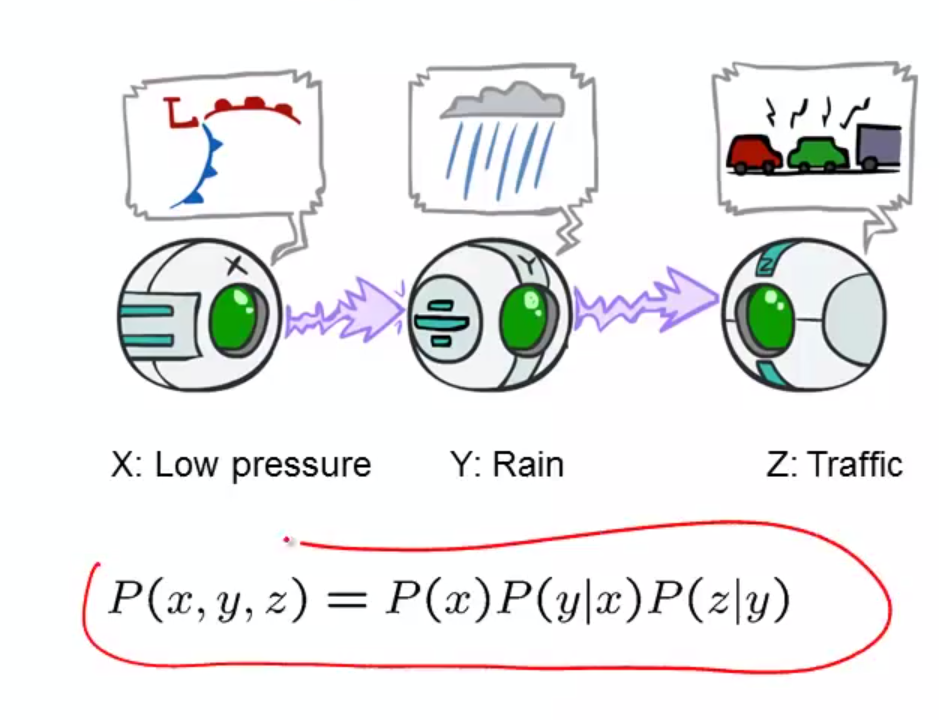 L
X Y Z
X: Low pressure Y: Rain Z: Traffic
P(x, y, z) = P(x)P(y|x)P(z|y)